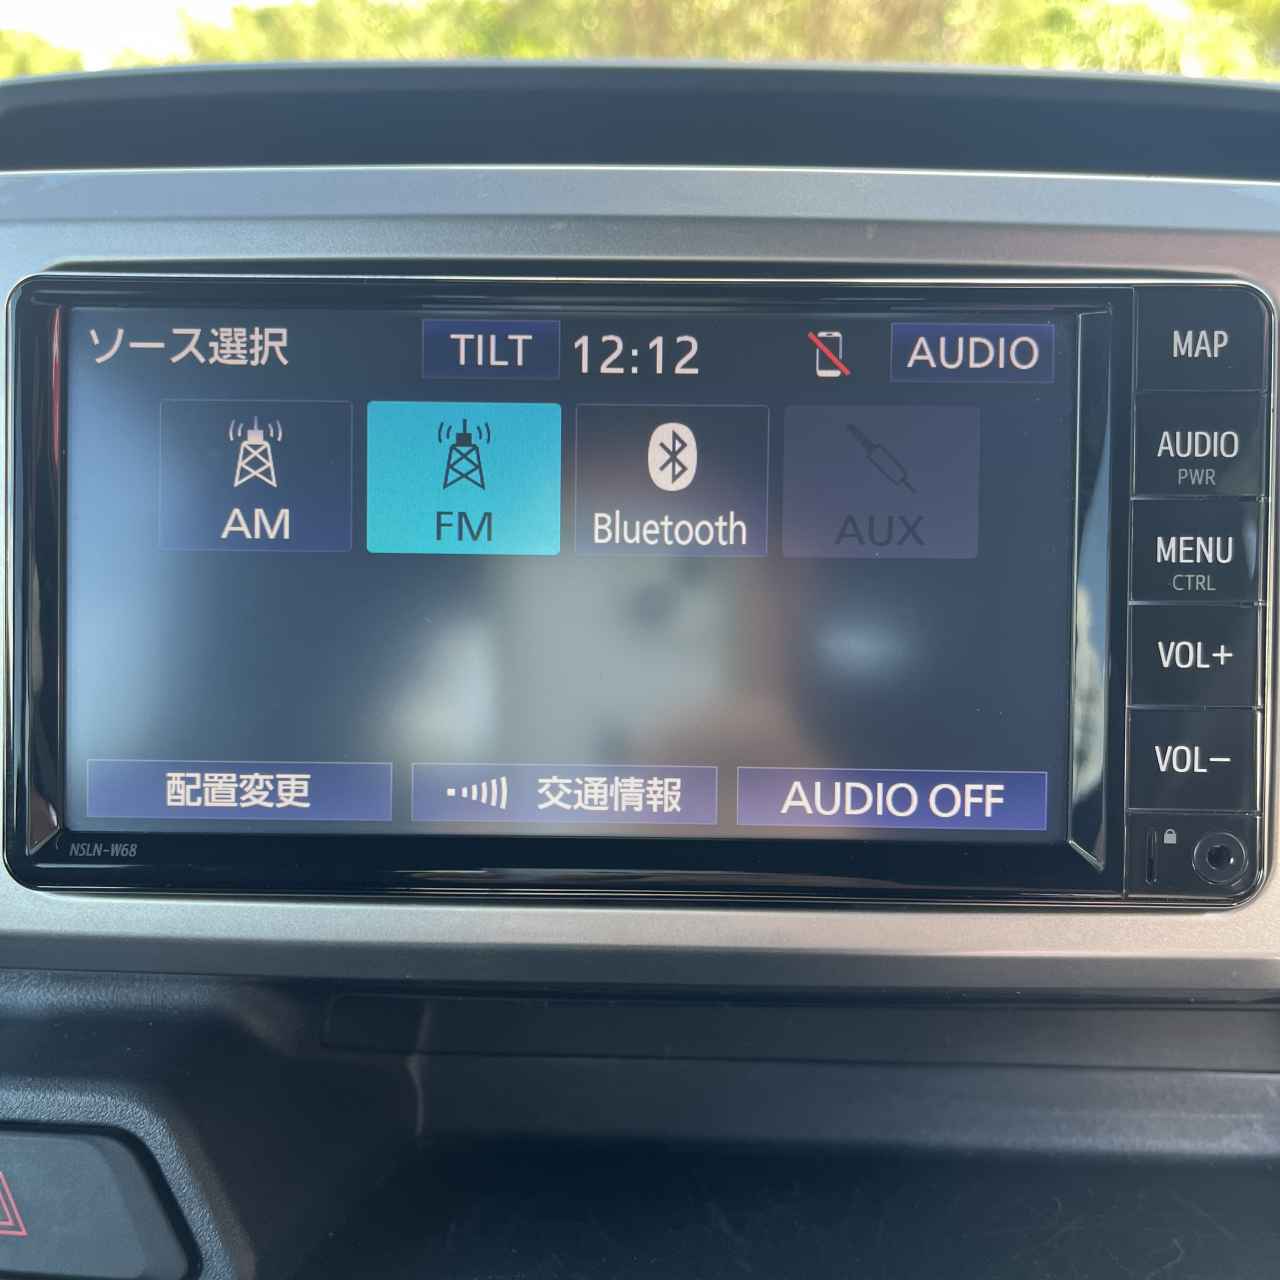 ソース選択
TILT
12:12
AUDIO
AM
FM
Bluetooth
AUX
配置変更
交通情報
AUDIO OFF
NSLN-W68
MAP
AUDIO
PWR
MENU
CTRL
VOL+
VOL−